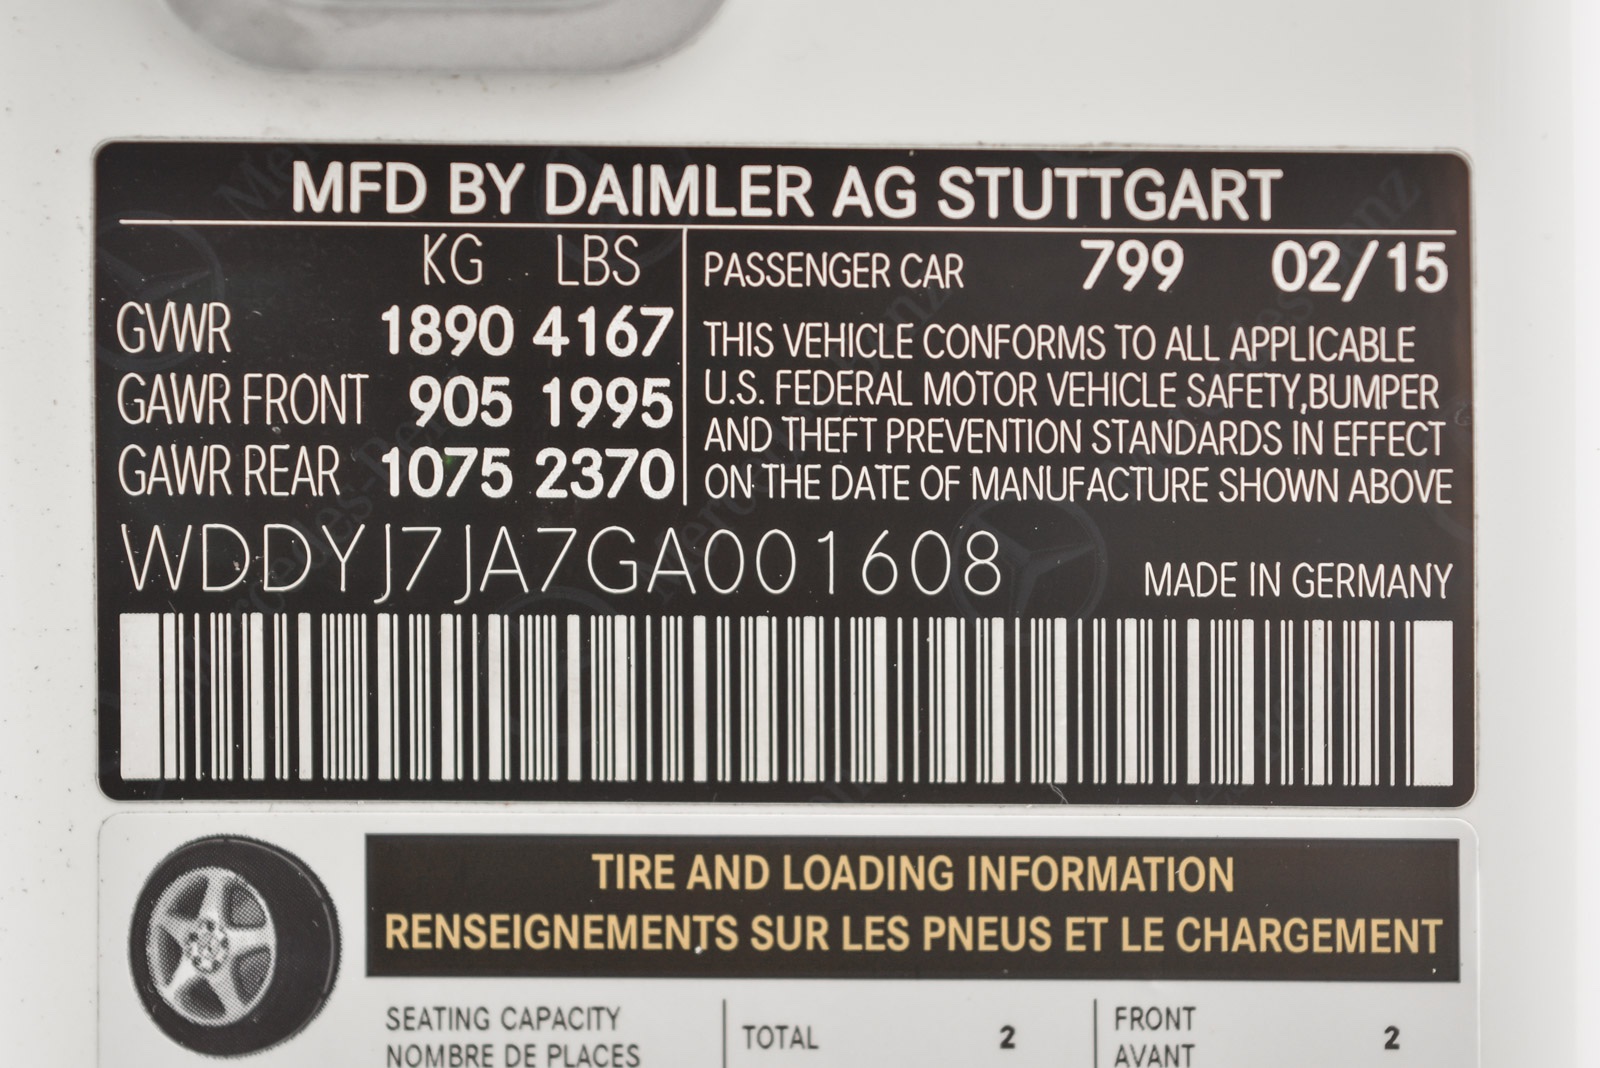 MFD BY DAIMLER AG STUTTGART
KG LBS
GVWR 1890 4167
GAWR FRONT 905 1995
GAWR REAR 1075 2370
PASSENGER CAR 799 02/15
THIS VEHICLE CONFORMS TO ALL APPLICABLE
U.S. FEDERAL MOTOR VEHICLE SAFETY,BUMPER
AND THEFT PREVENTION STANDARDS IN EFFECT
ON THE DATE OF MANUFACTURE SHOWN ABOVE
WDDYJ7JA7GA001608
MADE IN GERMANY
TIRE AND LOADING INFORMATION
RENSEIGNEMENTS SUR LES PNEUS ET LE CHARGEMENT
SEATING CAPACITY
NOMBRE DE PLACES
TOTAL 2
FRONT
AVANT
2